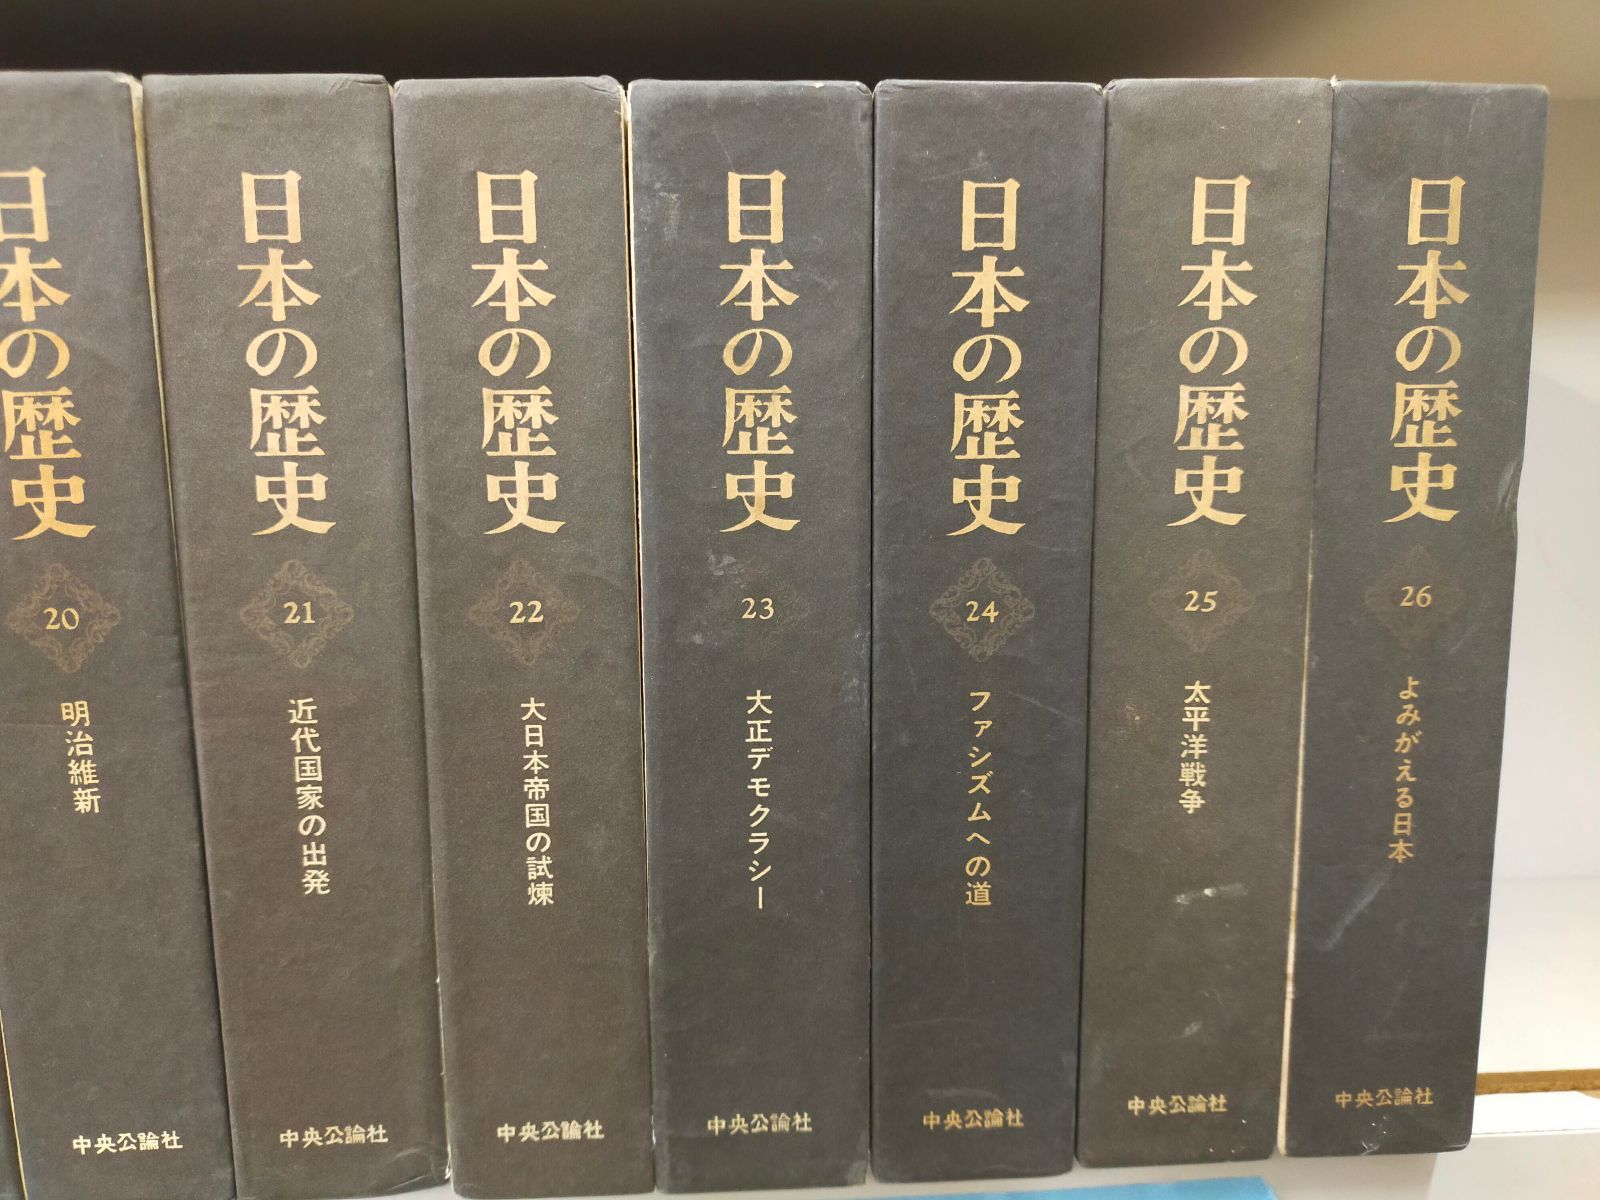 日本の歴史
20
明治維新
中央公論社
日本の歴史
21
近代国家の出発
中央公論社
日本の歴史
22
大日本帝国の試煉
中央公論社
日本の歴史
23
大正デモクラシー
中央公論社
日本の歴史
24
ファシズムへの道
中央公論社
日本の歴史
25
太平洋戦争
中央公論社
日本の歴史
26
よみがえる日本
中央公論社